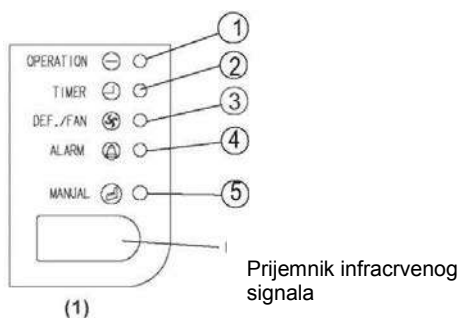 OPERATION 1
TIMER 2
DEF./FAN 3
ALARM 4
MANUAL 5
Prijemnik infracrvenog
signala
(1)